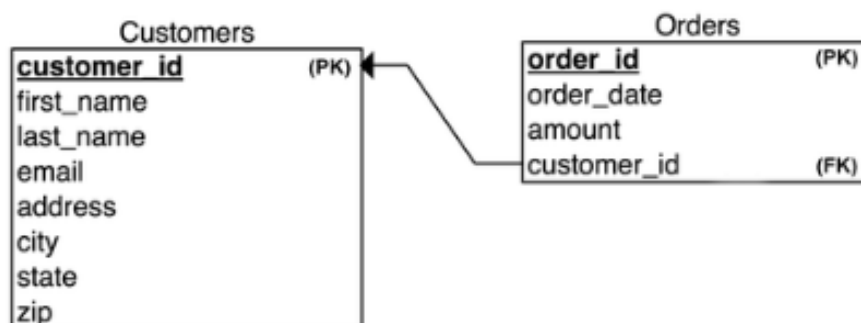 Customers
customer_id (PK)
first_name
last_name
email
address
city
state
zip
Orders
order_id (PK)
order_date
amount
customer_id (FK)